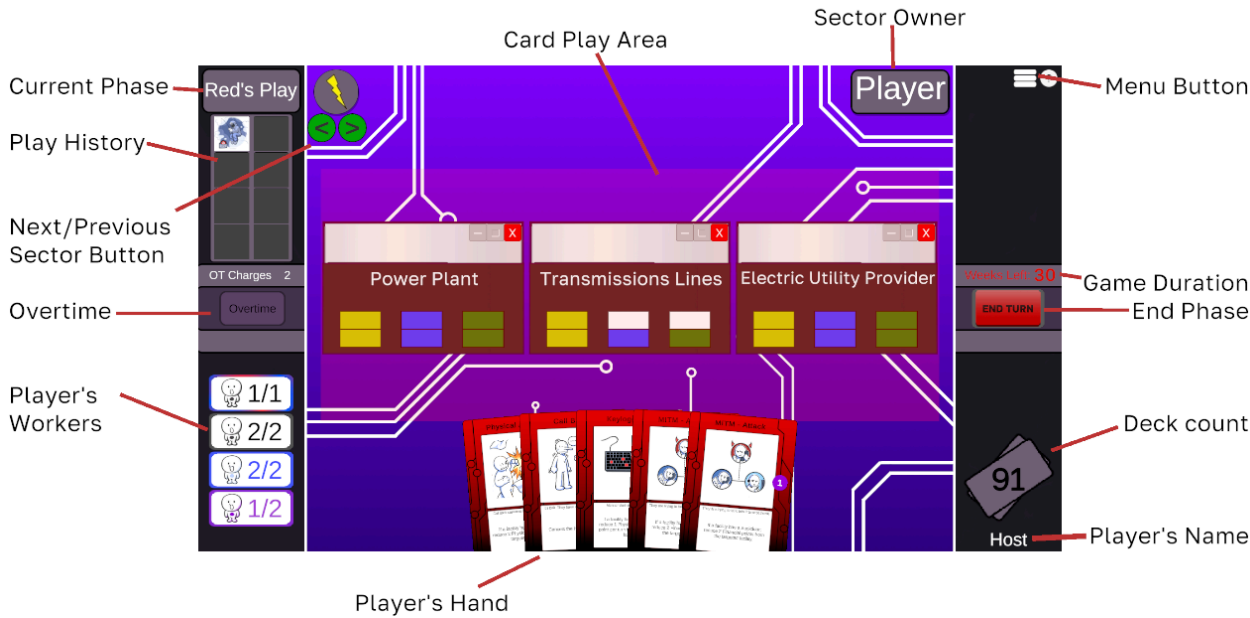 Sector Owner
Card Play Area
Current Phase
Red's Play
Player
Menu Button
Play History
< >
Next/Previous
Sector Button
X
X
X
Power Plant
Transmissions Lines
Electric Utility Provider
OT Charges 2
Weeks Left: 30
Game Duration
Overtime
Overtime
END TURN
End Phase
Player's
Workers
1/1
2/2
2/2
1/2
Deck count
91
1
Host
Player's Name
Player's Hand